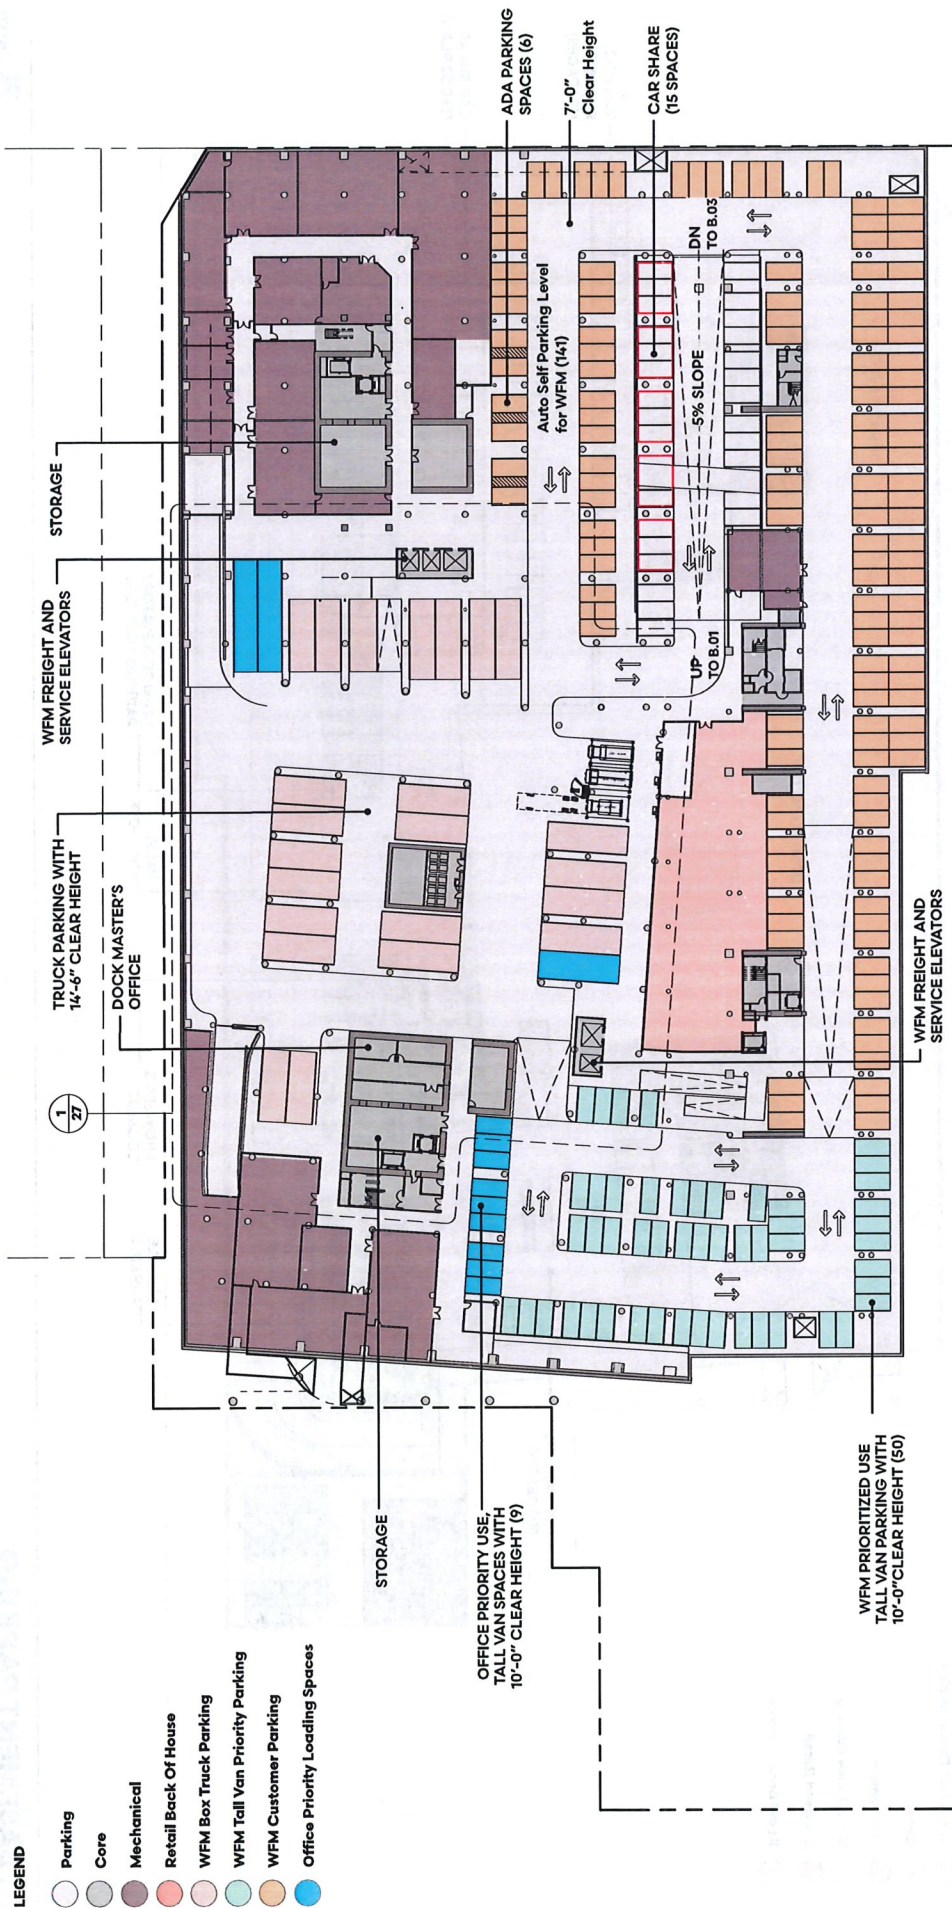 LEGEND
Parking
Core
Mechanical
Retail Back Of House
WFM Box Truck Parking
WFM Tall Van Priority Parking
WFM Customer Parking
Office Priority Loading Spaces
1
27
TRUCK PARKING WITH
14'-6" CLEAR HEIGHT
DOCK MASTER'S
OFFICE
WFM FREIGHT AND
SERVICE ELEVATORS
STORAGE
ADA PARKING
SPACES (6)
7'-0"
Clear Height
CAR SHARE
(15 SPACES)
Auto Self Parking Level
for WFM (141)
5% SLOPE
DN
TO B.03
UP
TO B.01
STORAGE
OFFICE PRIORITY USE,
TALL VAN SPACES WITH
10'-0" CLEAR HEIGHT (9)
WFM PRIORITIZED USE
TALL VAN PARKING WITH
10'-0"CLEAR HEIGHT (50)
WFM FREIGHT AND
SERVICE ELEVATORS